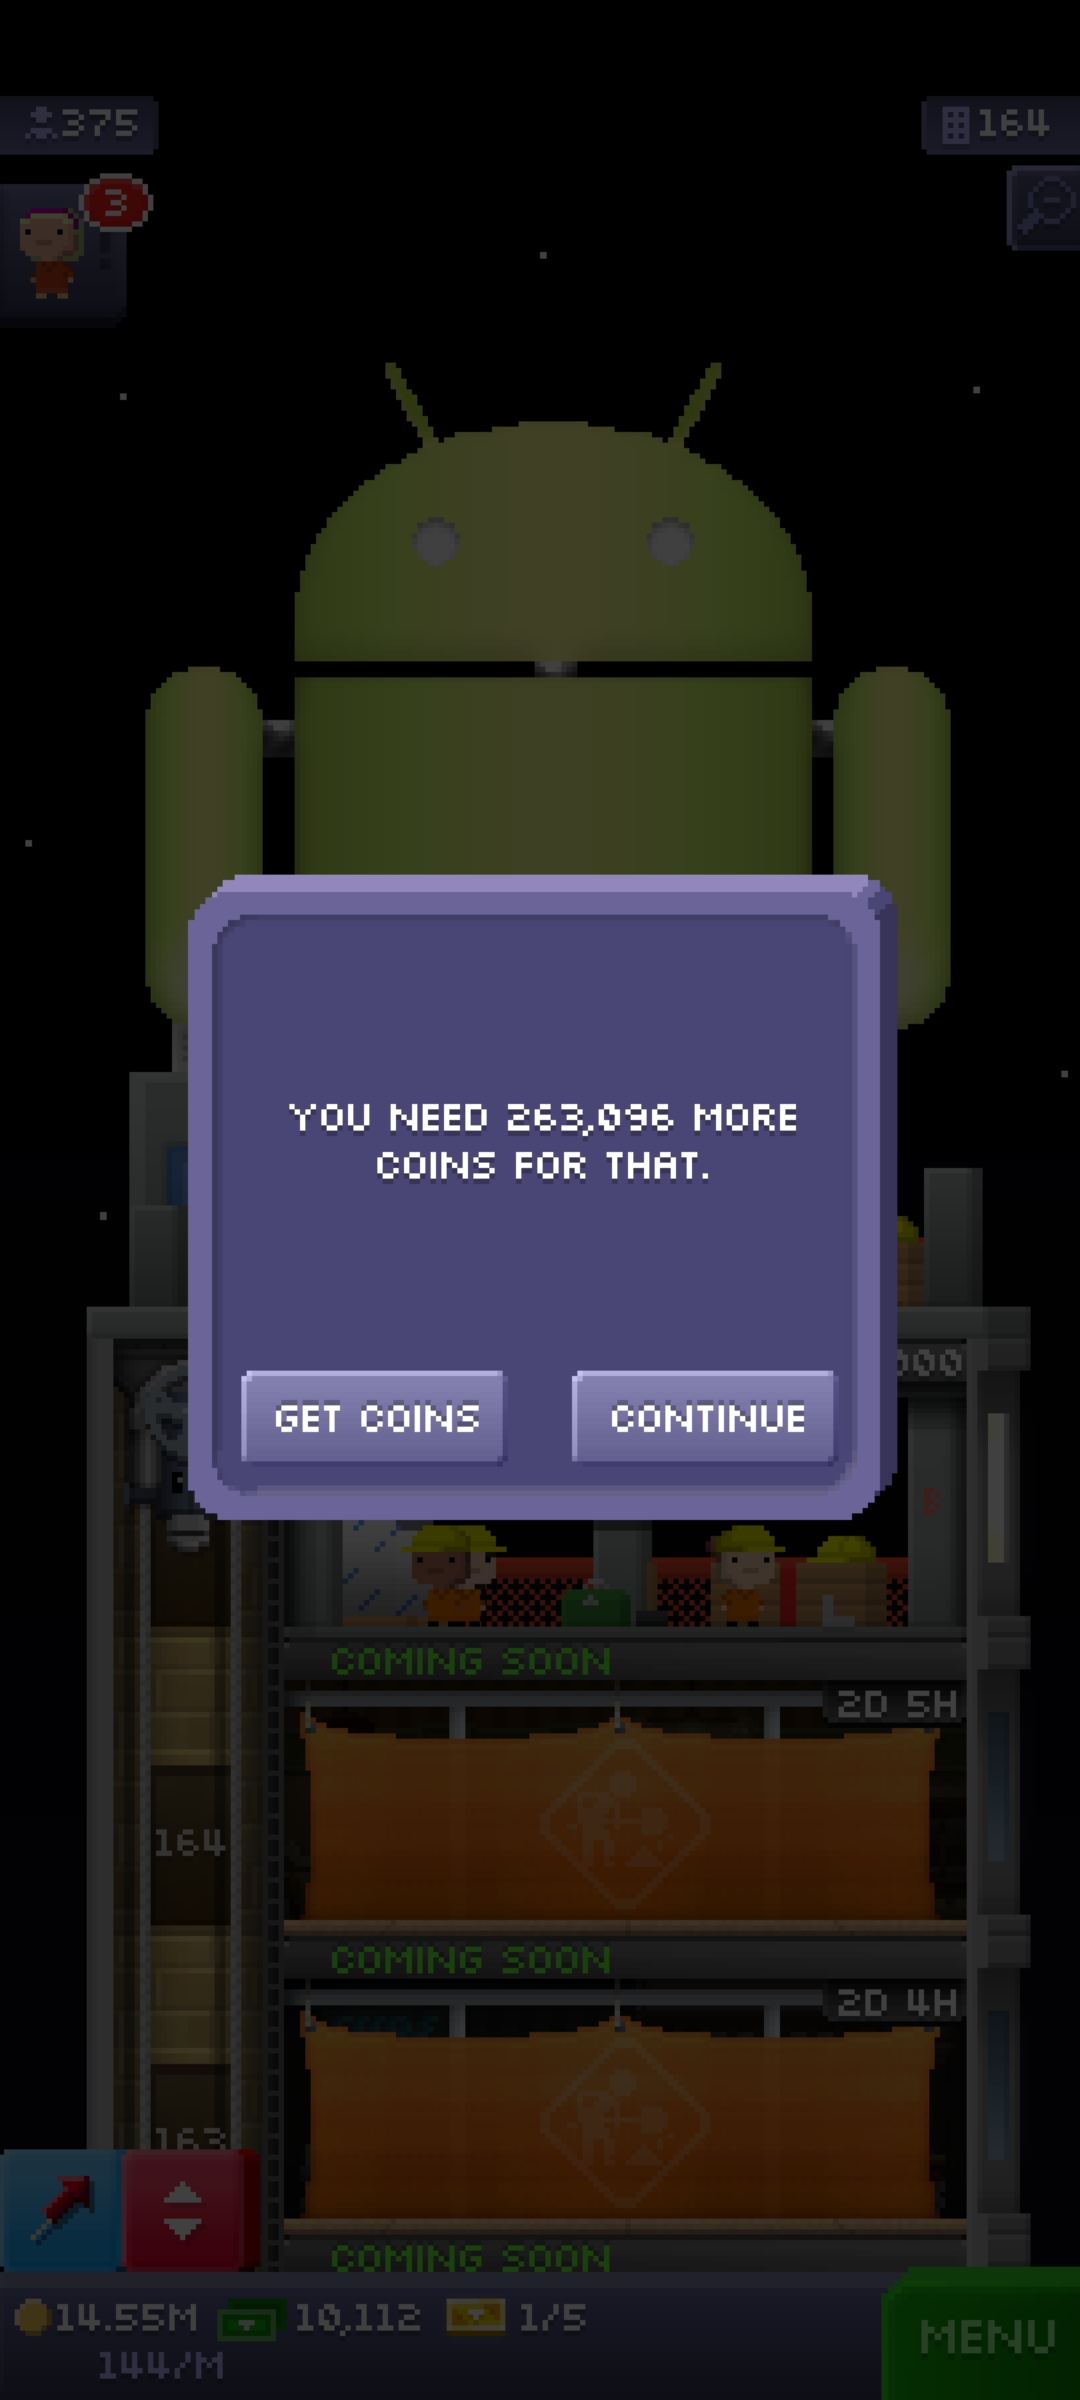 375
164
3
YOU NEED 263,096 MORE
COINS FOR THAT.
GET COINS
CONTINUE
COMING SOON
2D 5H
164
COMING SOON
2D 4H
163
COMING SOON
14.55M
10,112
1/5
144/M
MENU